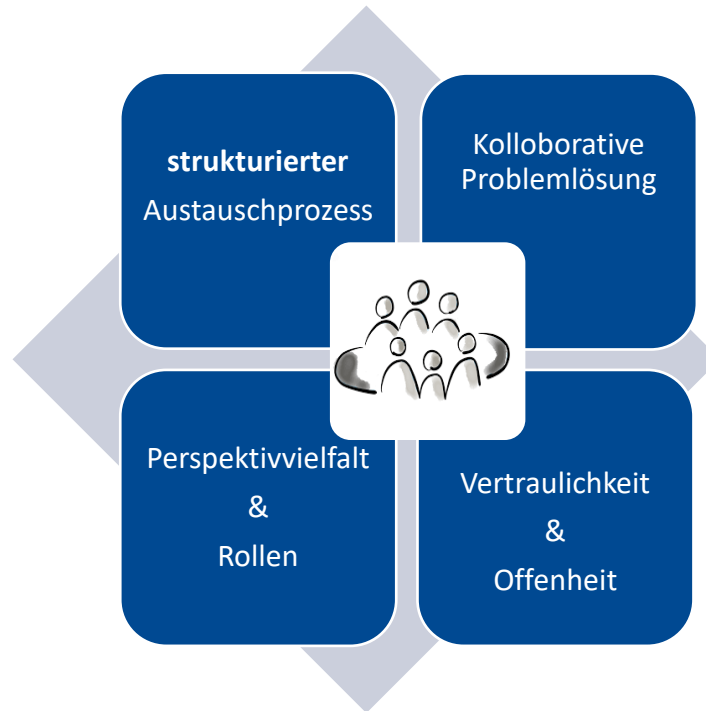 strukturierter
Austauschprozess
Kolloborative
Problemlösung
Perspektivvielfalt
&
Rollen
Vertraulichkeit
&
Offenheit